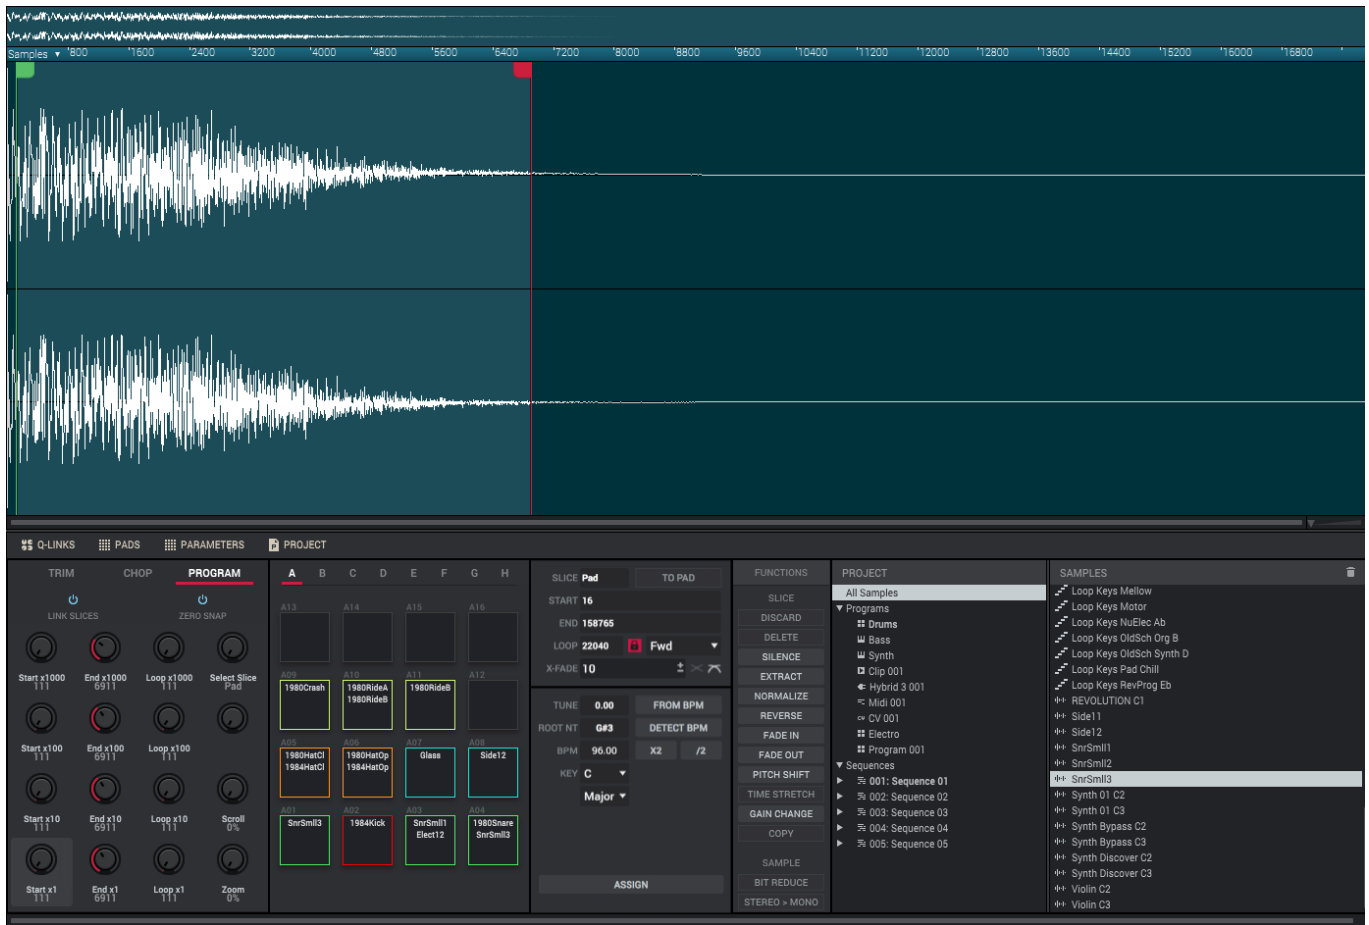 Samples ▼ '800 '1600 '2400 '3200 '4000 '4800 '5600 '6400 '7200 '8000 '8800 '9600 '10400 '11200 '12000 '12800 '13600 '14400 '15200 '16000 '16800
Q-LINKS PADS PARAMETERS PROJECT
TRIM CHOP PROGRAM
LINK SLICES ZERO SNAP
Start x1000 End x1000 Loop x1000 Select Slice
111 6911 111 Pad
Start x100 End x100 Loop x100
111 6911 111
Start x10 End x10 Loop x10 Scroll
111 6911 111 0%
Start x1 End x1 Loop x1 Zoom
111 6911 111 0%
A B C D E F G H
A13 A14 A15 A16
A09 A10 A11 A12
1980Crash 1980RideA 1980RideB
1980RideB
A05 A06 A07 A08
1980HatCl 1980HatOp Glass Side12
1984HatCl 1984HatOp
A01 A02 A03 A04
SnrSmll3 1984Kick SnrSmll1 1980Snare
Elect12 SnrSmll3
SLICE Pad TO PAD
START 16
END 158765
LOOP 22040 Fwd ▼
X-FADE 10
TUNE 0.00 FROM BPM
ROOT NT G#3 DETECT BPM
BPM 96.00 X2 /2
KEY C ▼
Major ▼
ASSIGN
FUNCTIONS
SLICE
DISCARD
DELETE
SILENCE
EXTRACT
NORMALIZE
REVERSE
FADE IN
FADE OUT
PITCH SHIFT
TIME STRETCH
GAIN CHANGE
COPY
SAMPLE
BIT REDUCE
STEREO > MONO
PROJECT
All Samples
▼ Programs
Drums
Bass
Synth
Clip 001
Hybrid 3 001
Midi 001
CV CV 001
Electro
Program 001
▼ Sequences
001: Sequence 01
002: Sequence 02
003: Sequence 03
004: Sequence 04
005: Sequence 05
SAMPLES
Loop Keys Mellow
Loop Keys Motor
Loop Keys NuElec Ab
Loop Keys OldSch Org B
Loop Keys OldSch Synth D
Loop Keys Pad Chill
Loop Keys RevProg Eb
REVOLUTION C1
Side11
Side12
SnrSmll1
SnrSmll2
SnrSmll3
Synth 01 C2
Synth 01 C3
Synth Bypass C2
Synth Bypass C3
Synth Discover C2
Synth Discover C3
Violin C2
Violin C3